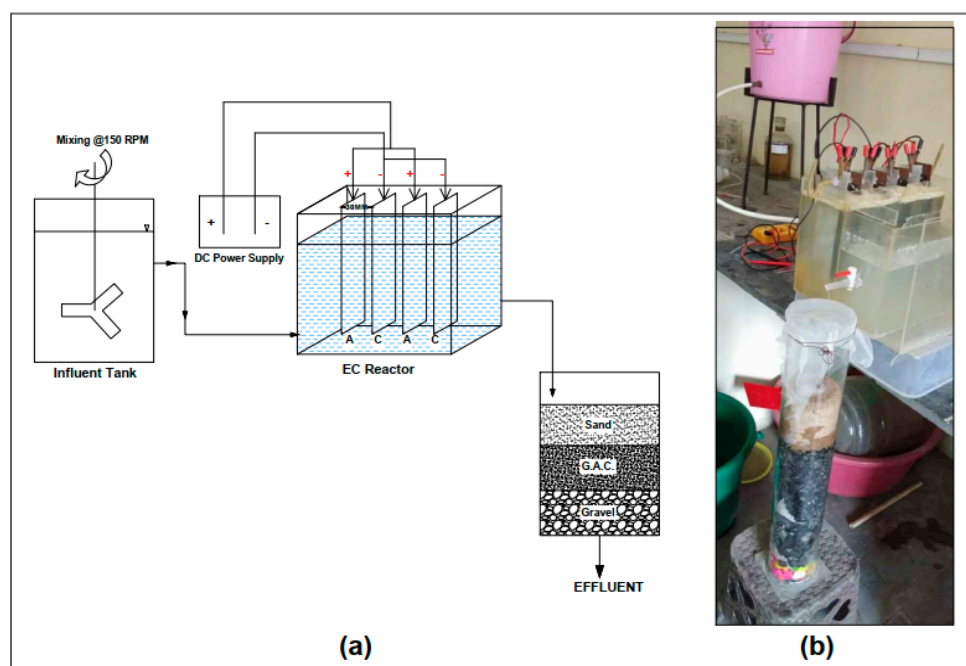 Mixing @150 RPM
+ -
DC Power Supply
+ - + -
30MM
A C A C
Influent Tank
EC Reactor
Sand
G.A.C.
Gravel
EFFLUENT
(a)
(b)